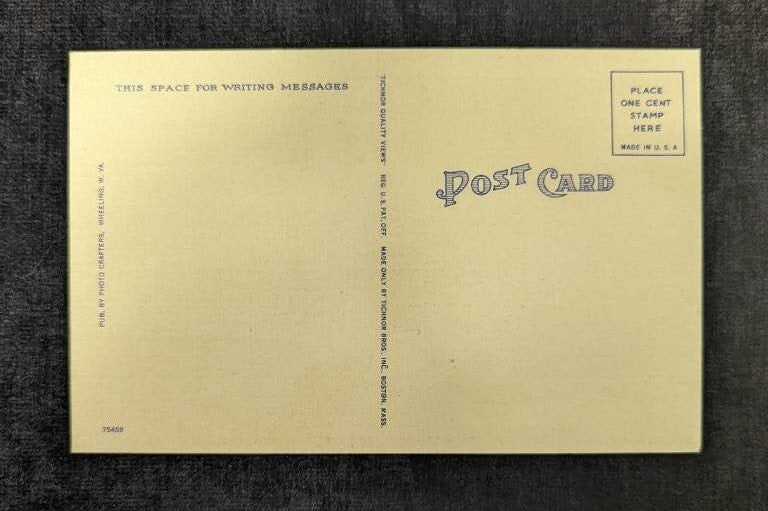 THIS SPACE FOR WRITING MESSAGES
PUB. BY PHOTO CRAFTERS, WHEELING, W. VA.
75459
TICHNOR QUALITY VIEWS· REG. U. S. PAT. OFF. MADE ONLY BY TICHNOR BROS., INC., BOSTON, MASS.
PLACE
ONE CENT
STAMP
HERE
MADE IN U. S. A
POST CARD